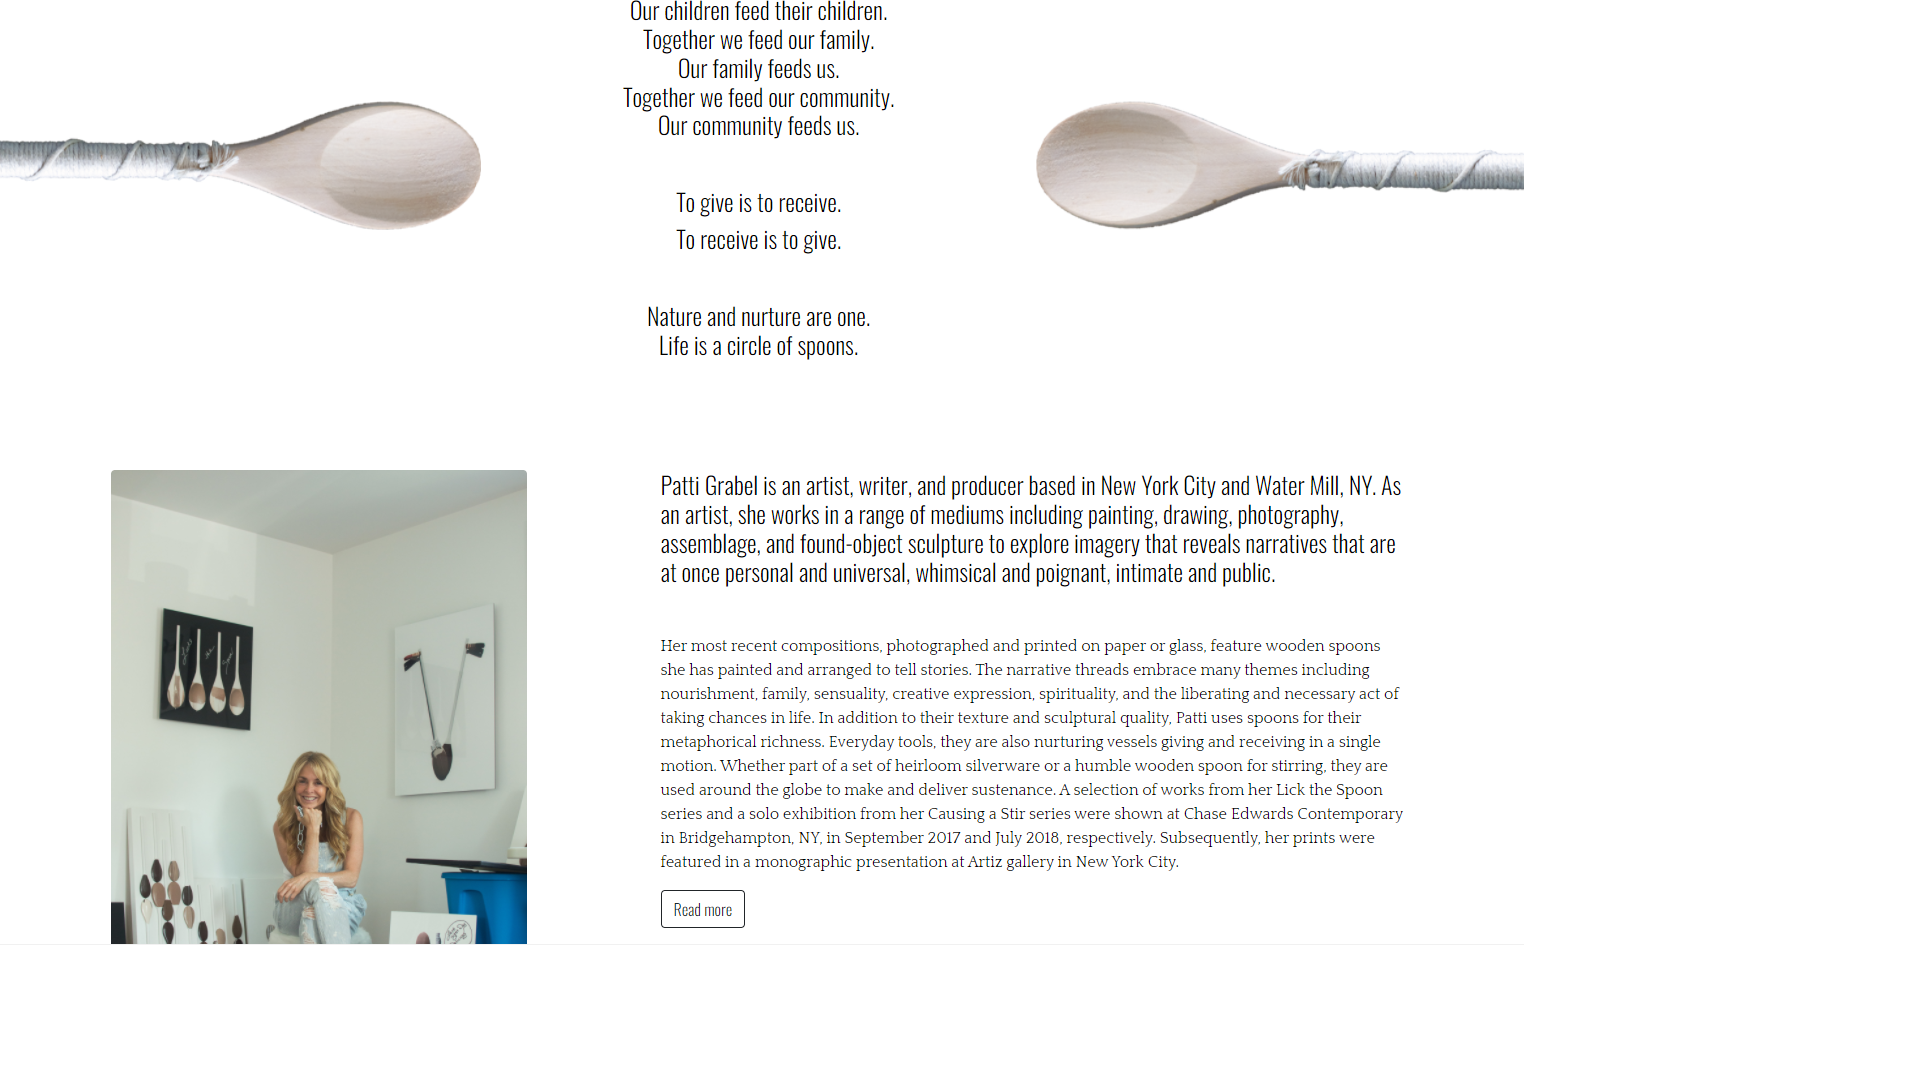 Our children feed their children.
Together we feed our family.
Our family feeds us.
Together we feed our community.
Our community feeds us.
To give is to receive.
To receive is to give.
Nature and nurture are one.
Life is a circle of spoons.
Patti Grabel is an artist, writer, and producer based in New York City and Water Mill, NY. As
an artist, she works in a range of mediums including painting, drawing, photography,
assemblage, and found-object sculpture to explore imagery that reveals narratives that are
at once personal and universal, whimsical and poignant, intimate and public.
Her most recent compositions, photographed and printed on paper or glass, feature wooden spoons
she has painted and arranged to tell stories. The narrative threads embrace many themes including
nourishment, family, sensuality, creative expression, spirituality, and the liberating and necessary act of
taking chances in life. In addition to their texture and sculptural quality, Patti uses spoons for their
metaphorical richness. Everyday tools, they are also nurturing vessels giving and receiving in a single
motion. Whether part of a set of heirloom silverware or a humble wooden spoon for stirring, they are
used around the globe to make and deliver sustenance. A selection of works from her Lick the Spoon
series and a solo exhibition from her Causing a Stir series were shown at Chase Edwards Contemporary
in Bridgehampton, NY, in September 2017 and July 2018, respectively. Subsequently, her prints were
featured in a monographic presentation at Artiz gallery in New York City.
Read more